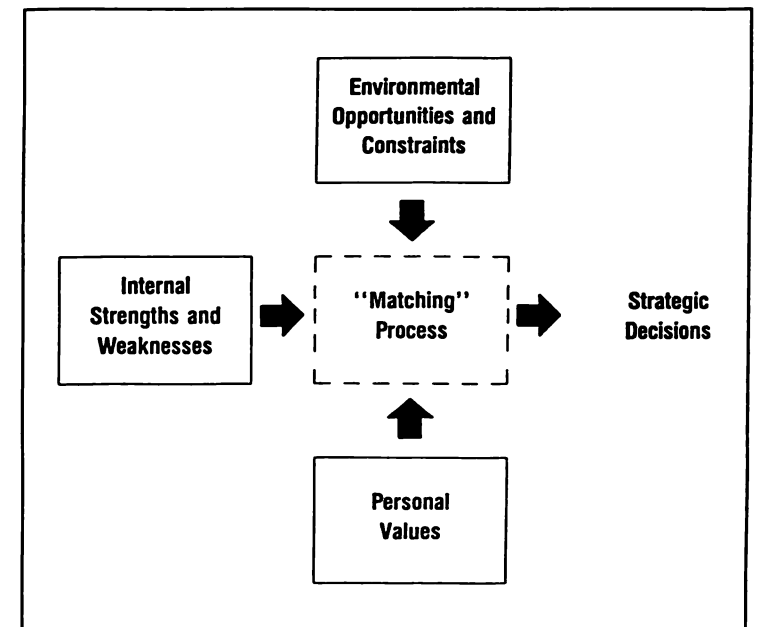 Environmental
Opportunities and
Constraints
Internal
Strengths and
Weaknesses
''Matching''
Process
Strategic
Decisions
Personal
Values